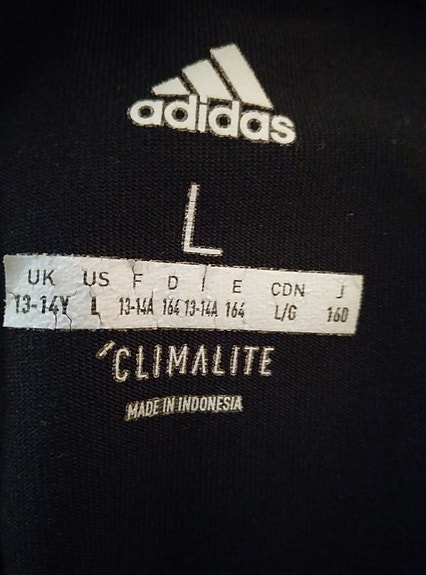 adidas
L
UK US F D I E CDN J
13-14Y L 13-14A 164 13-14A 164 L/G 160
CLIMALITE
MADE IN INDONESIA